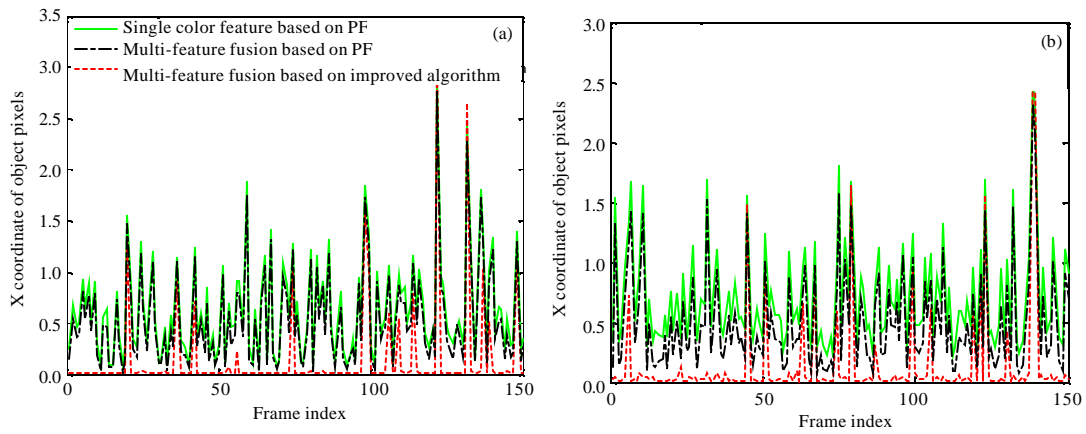 (a)
Single color feature based on PF
Multi-feature fusion based on PF
Multi-feature fusion based on improved algorithm
X coordinate of object pixels
3.5
3.0
2.5
2.0
1.5
1.0
0.5
0.0
0
50
100
150
Frame index
(b)
X coordinate of object pixels
3.0
2.5
2.0
1.5
1.0
0.5
0.0
0
50
100
150
Frame index